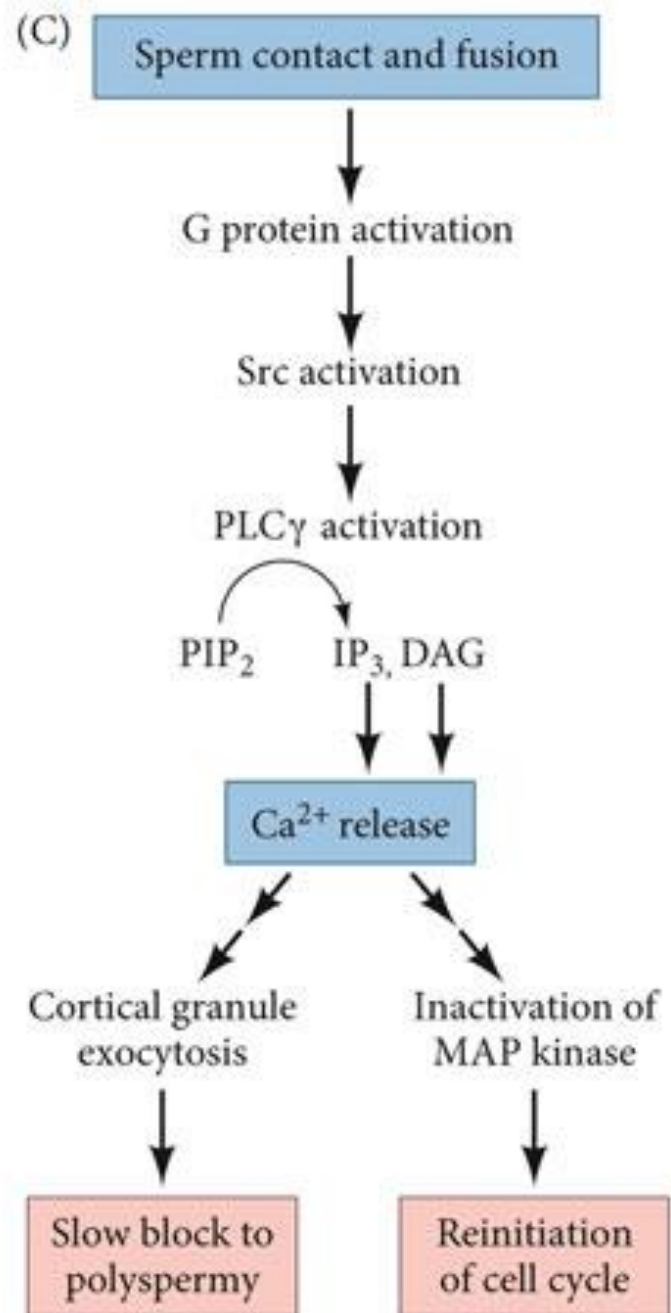 (C)
Sperm contact and fusion
G protein activation
Src activation
PLCγ activation
PIP₂ IP₃, DAG
Ca²⁺ release
Cortical granule
exocytosis
Inactivation of
MAP kinase
Slow block to
polyspermy
Reinitiation
of cell cycle